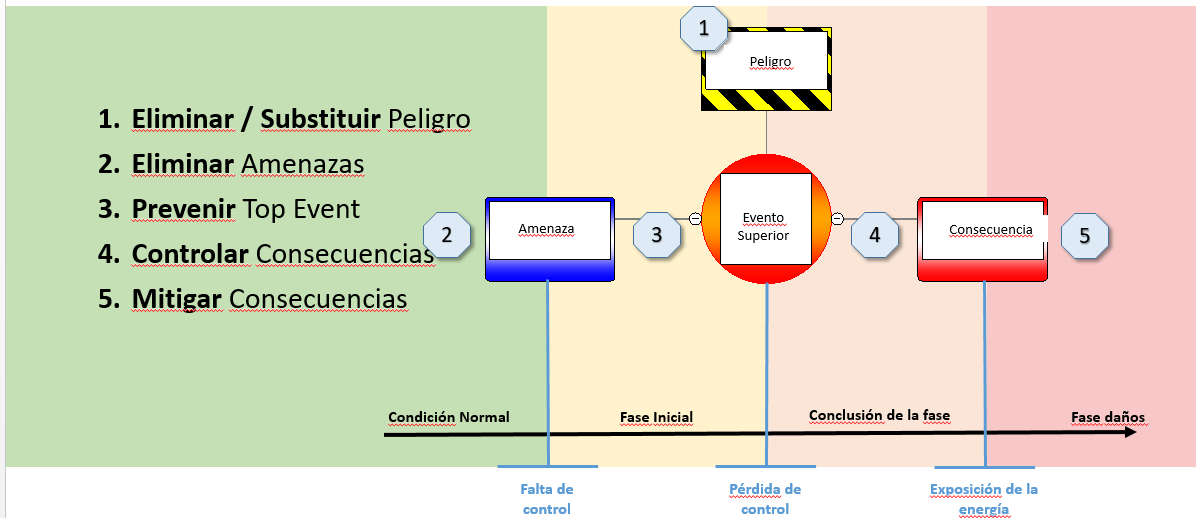 1
Peligro
1. Eliminar / Substituir Peligro
2. Eliminar Amenazas
3. Prevenir Top Event
4. Controlar Consecuencias
5. Mitigar Consecuencias
2
Amenaza
3
Evento
Superior
4
Consecuencia
5
Condición Normal
Fase Inicial
Conclusión de la fase
Fase daños
Falta de
control
Pérdida de
control
Exposición de la
energía